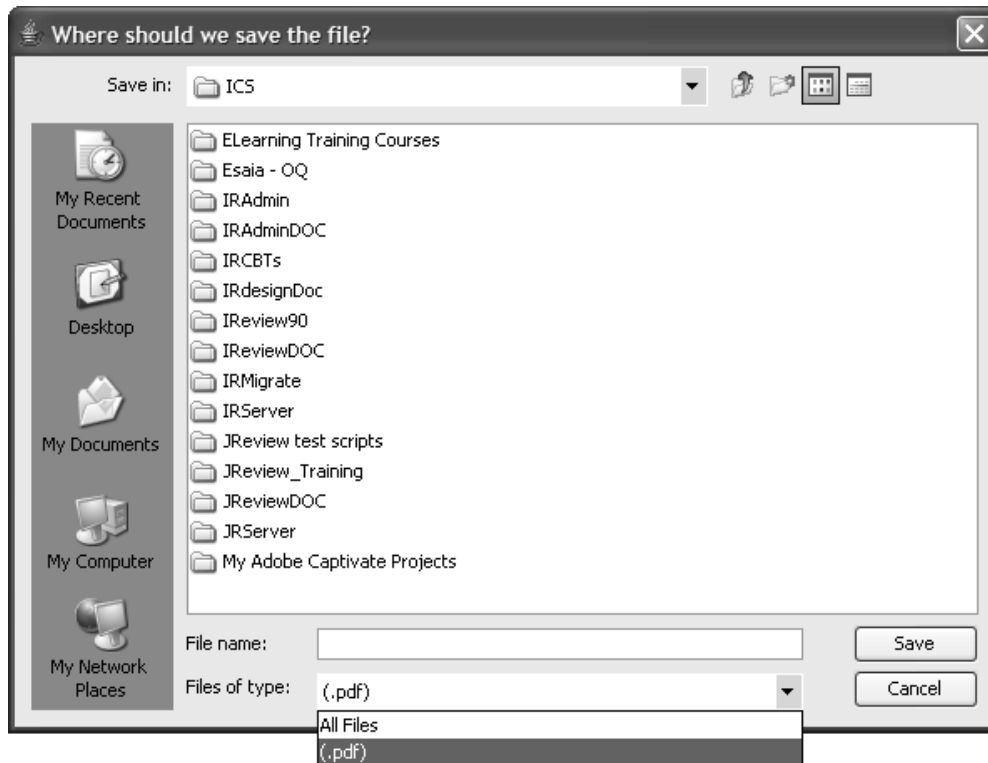 Where should we save the file?
Save in: ICS
ELearning Training Courses
Esaia - OQ
IRAdmin
IRAdminDOC
IRCBTs
IRdesignDoc
IReview90
IReviewDOC
IRMigrate
IRServer
JReview test scripts
JReview_Training
JReviewDOC
JRServer
My Adobe Captivate Projects
My Recent
Documents
Desktop
My Documents
My Computer
My Network
Places
File name:
Save
Files of type: (.pdf)
Cancel
All Files
(.pdf)